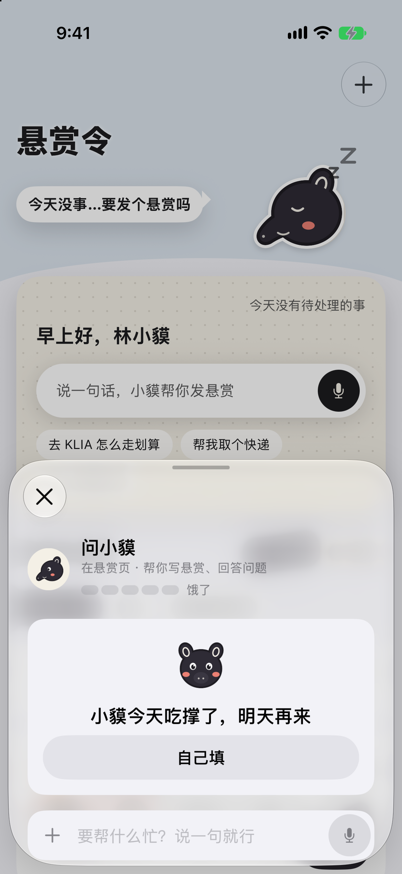 9:41
悬赏令
z
z
今天没事...要发个悬赏吗
今天没有待处理的事
早上好，林小貘
说一句话，小貘帮你发悬赏
去 KLIA 怎么走划算
帮我取个快递
问小貘
在悬赏页 · 帮你写悬赏、回答问题
饿了
小貘今天吃撑了，明天再来
自己填
要帮什么忙？说一句就行